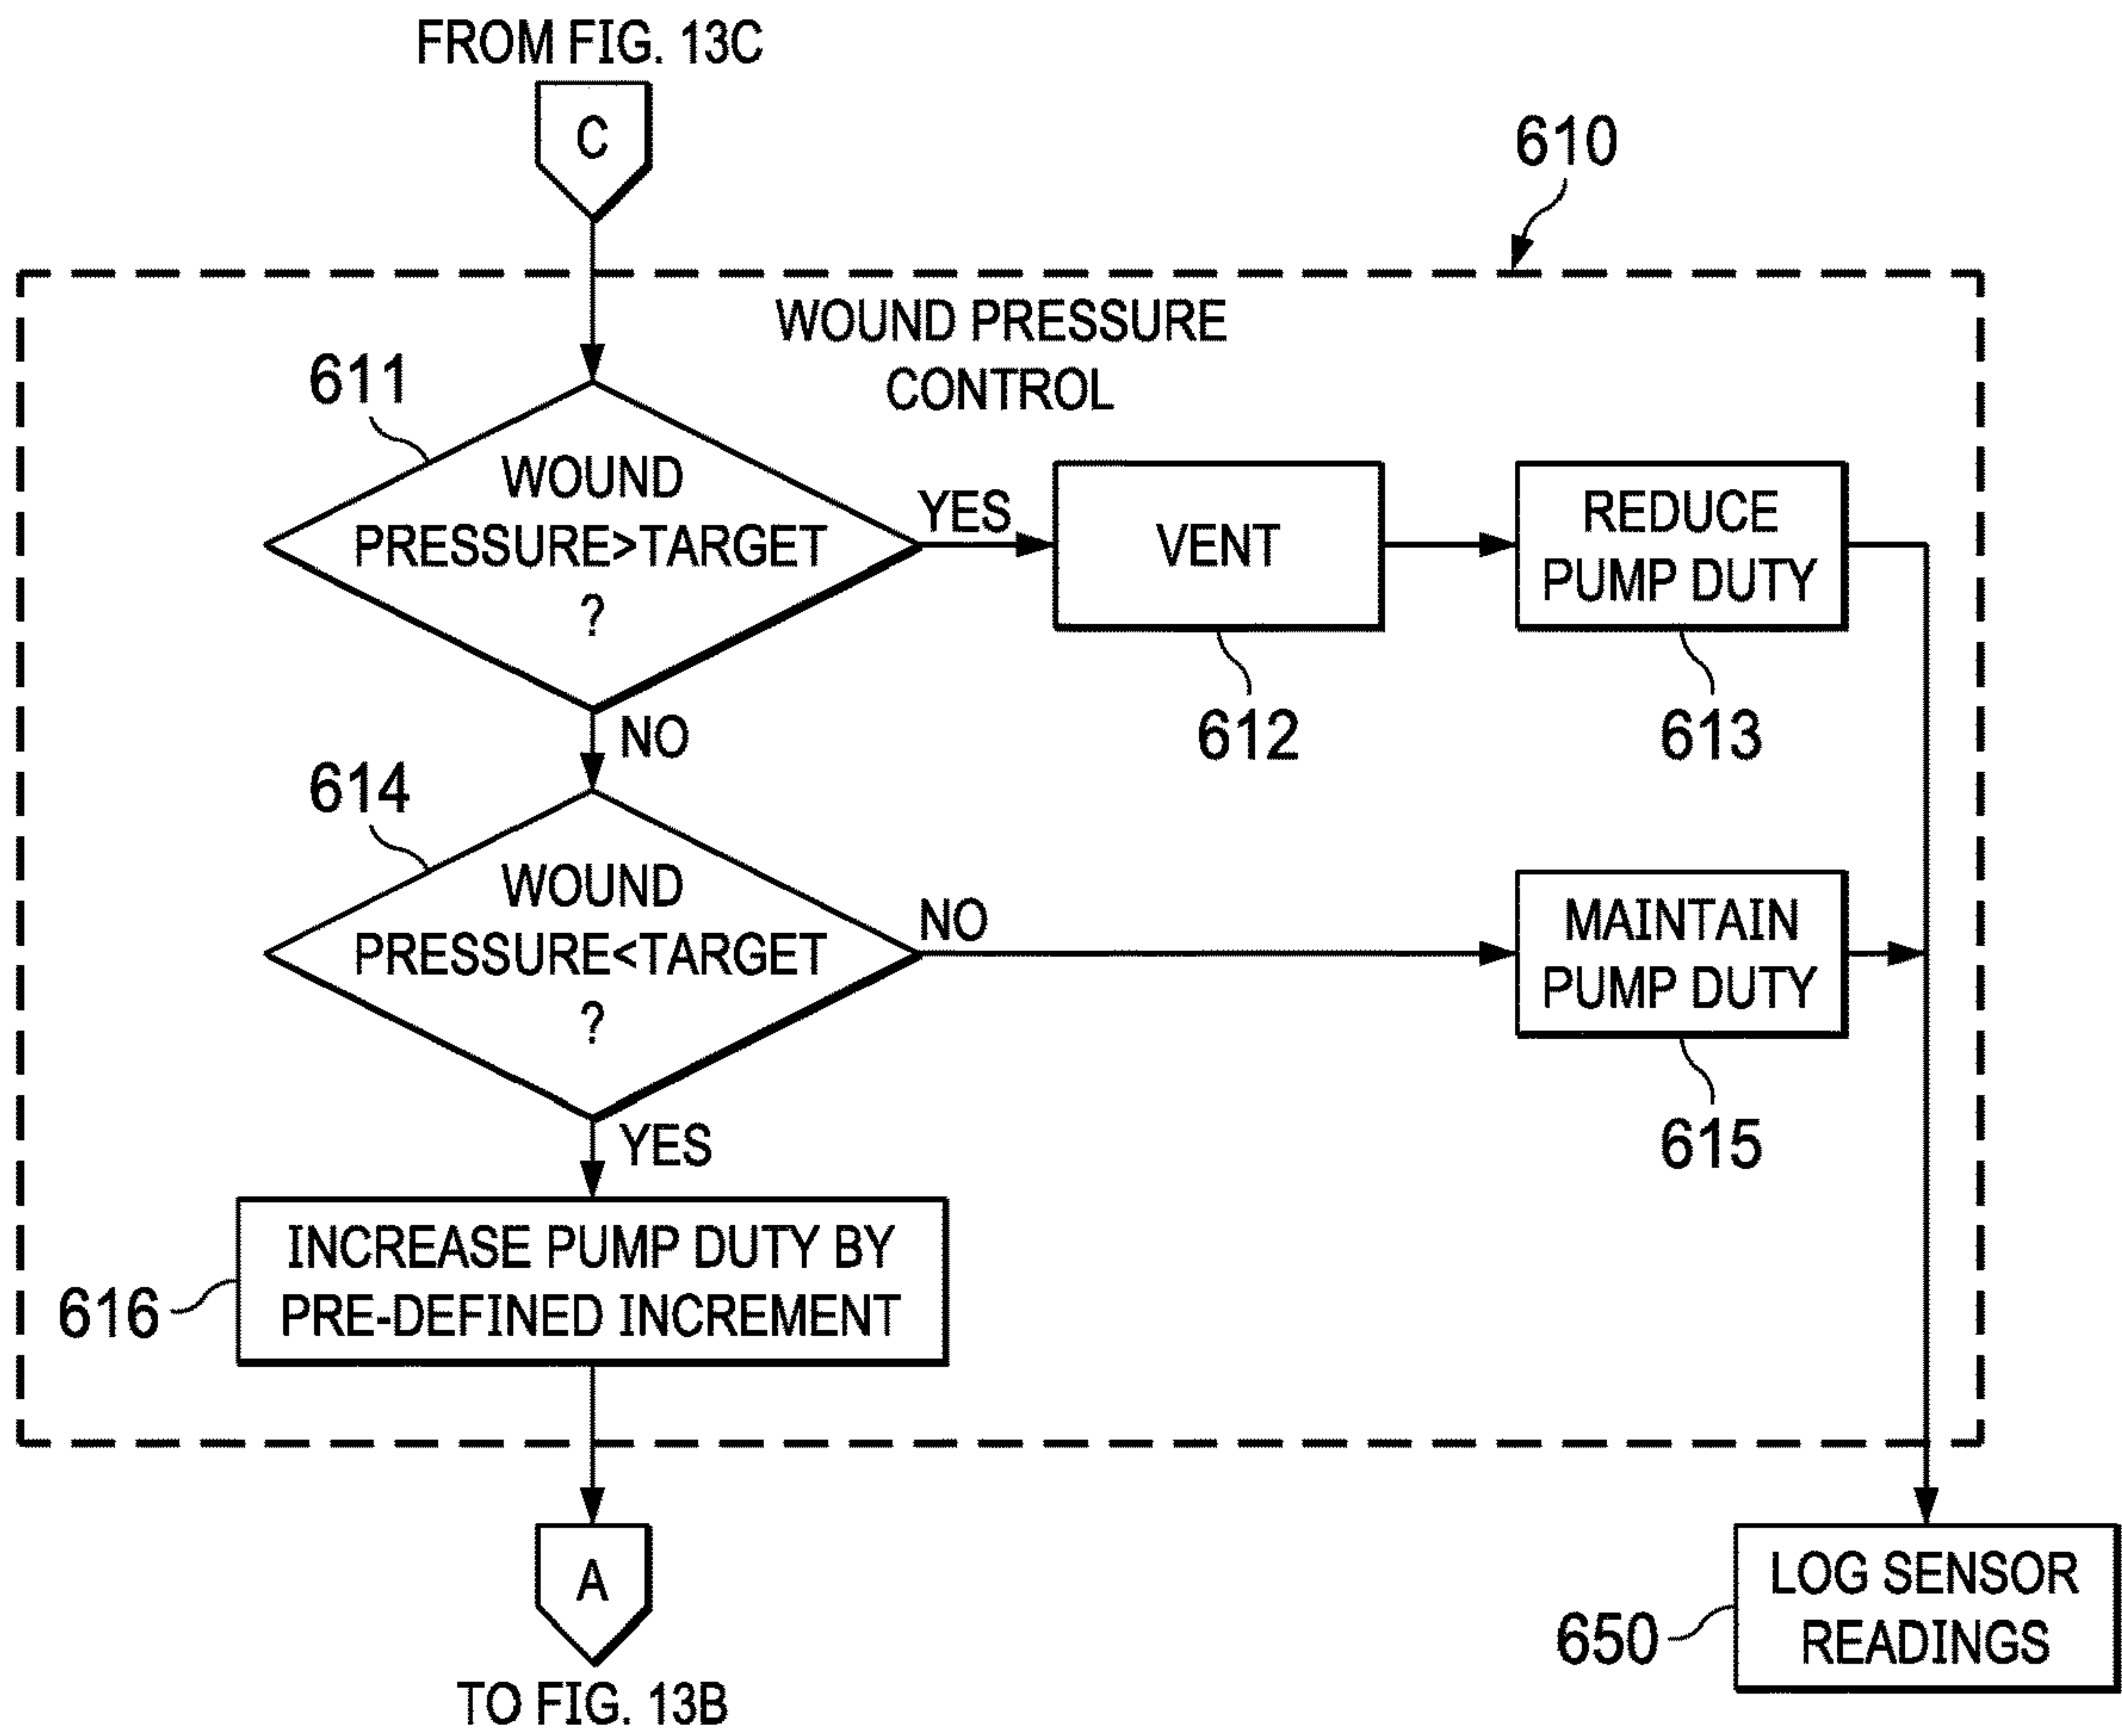 FROM FIG. 13C
C
610
WOUND PRESSURE
CONTROL
611
WOUND
PRESSURE>TARGET
?
YES
VENT
REDUCE
PUMP DUTY
612
613
NO
614
WOUND
PRESSURE<TARGET
?
NO
MAINTAIN
PUMP DUTY
615
YES
INCREASE PUMP DUTY BY
PRE-DEFINED INCREMENT
616
A
TO FIG. 13B
LOG SENSOR
READINGS
650